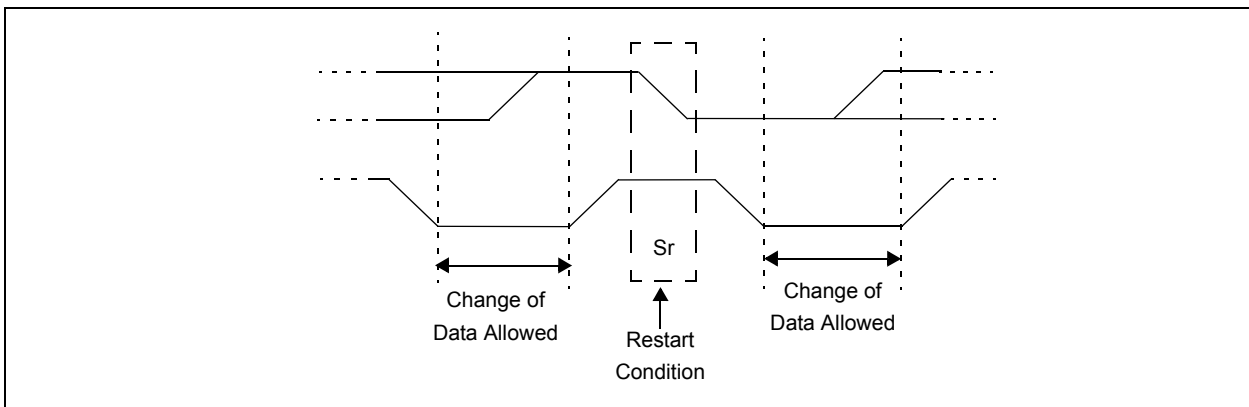 Sr
Change of
Data Allowed
Restart
Condition
Change of
Data Allowed